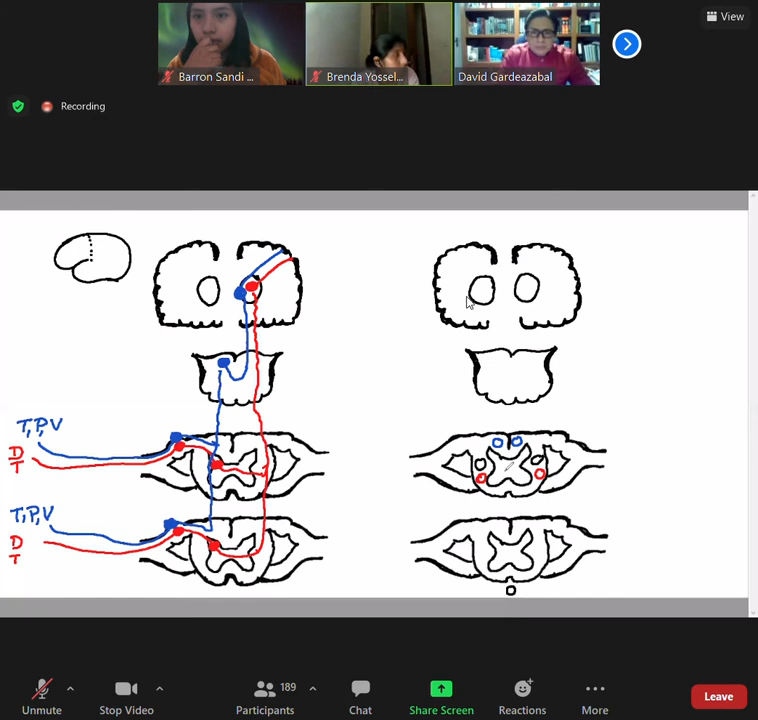 Barron Sandi ...
Brenda Yossel...
David Gardeazabal
View
Recording
T,P,V
D
T
T,P,V
D
T
Unmute
Stop Video
189
Participants
Chat
Share Screen
Reactions
More
Leave